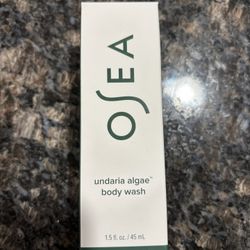 OSEA
undaria algae™
body wash
1.5 fl. oz. / 45 mL